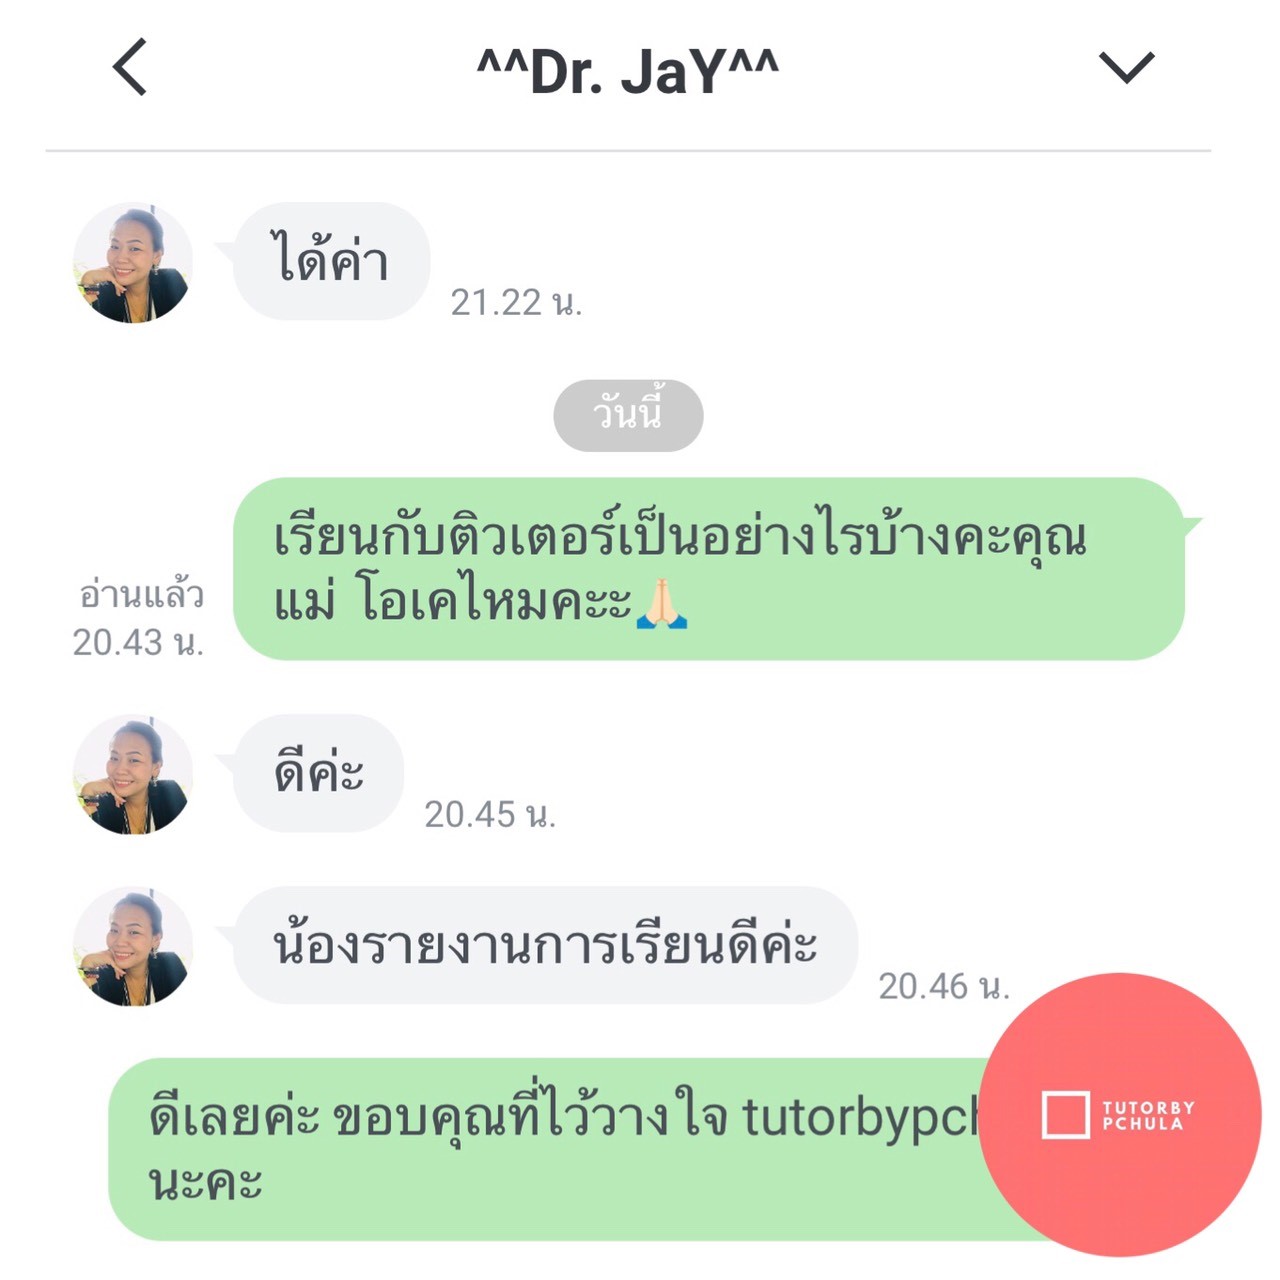 ^^Dr. JaY^^
ได้ค่า
21.22 น.
วันนี้
เรียนกับติวเตอร์เป็นอย่างไรบ้างคะคุณ
แม่ โอเคไหมคะะ🙏🏻
อ่านแล้ว
20.43 น.
ดีค่ะ
20.45 น.
น้องรายงานการเรียนดีค่ะ
20.46 น.
ดีเลยค่ะ ขอบคุณที่ไว้วางใจ tutorbypch
นะคะ
TUTORBY
PCHULA